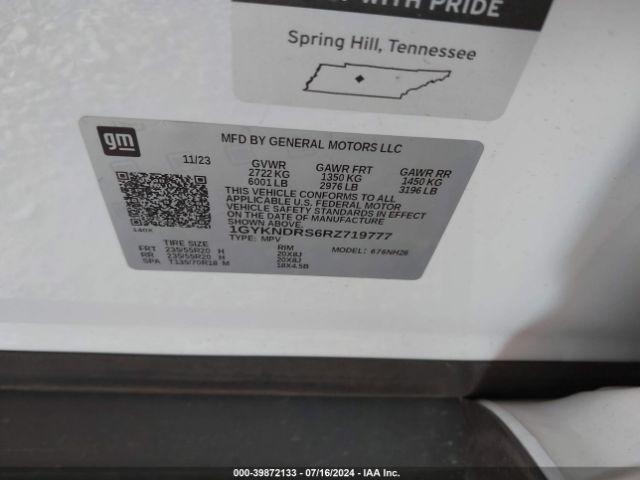 WITH PRIDE
Spring Hill, Tennessee
gm
MFD BY GENERAL MOTORS LLC
11/23 GVWR GAWR FRT GAWR RR
2722 KG 1350 KG 1450 KG
6001 LB 2976 LB 3196 LB
THIS VEHICLE CONFORMS TO ALL
APPLICABLE U.S. FEDERAL MOTOR
VEHICLE SAFETY STANDARDS IN EFFECT
ON THE DATE OF MANUFACTURE
SHOWN ABOVE.
1GYKNDRS6RZ719777
140X TYPE: MPV MODEL: 676NH26
TIRE SIZE RIM
FRT 235/55R20 H 20X8J
RR 235/55R20 H 20X8J
SPA T135/70R18 M 18X4.5B
000-39872133 - 07/16/2024 - IAA Inc.